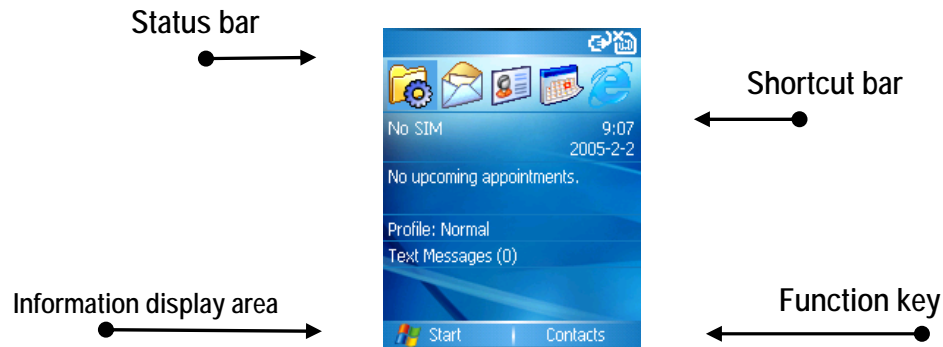 Status bar
Shortcut bar
No SIM 9:07
2005-2-2
No upcoming appointments.
Profile: Normal
Text Messages (0)
Information display area
Function key
Start Contacts